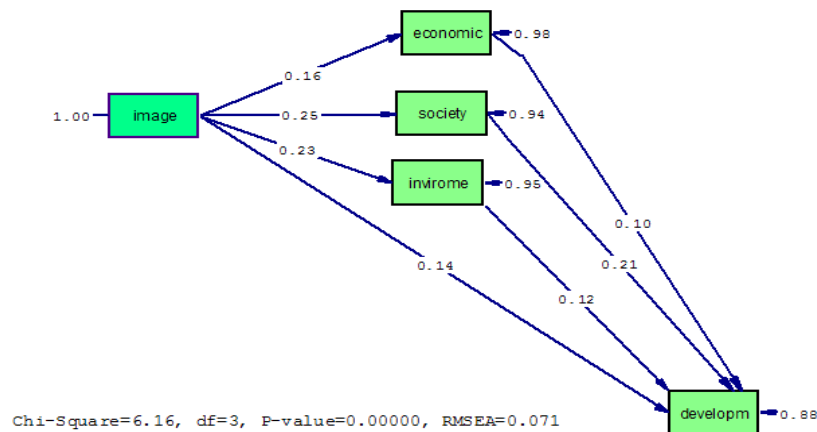 economic
0.98
0.16
1.00
image
0.25
society
0.94
0.23
invirome
0.95
0.10
0.21
0.14
0.12
developm
0.88
Chi-Square=6.16, df=3, P-value=0.00000, RMSEA=0.071